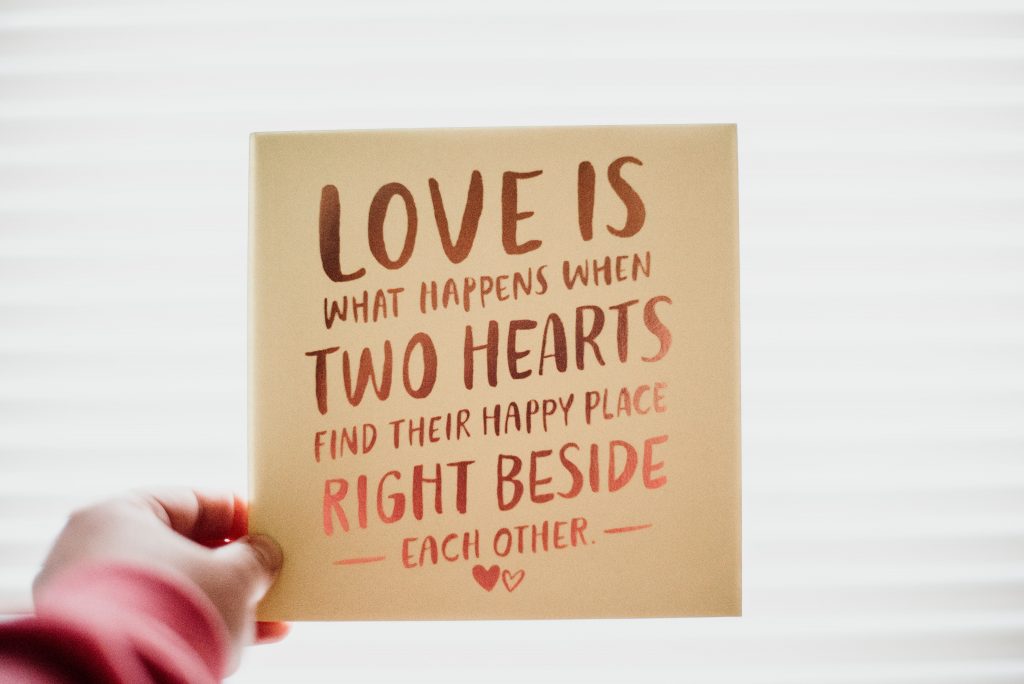 LOVE IS
WHAT HAPPENS WHEN
TWO HEARTS
FIND THEIR HAPPY PLACE
RIGHT BESIDE
EACH OTHER.